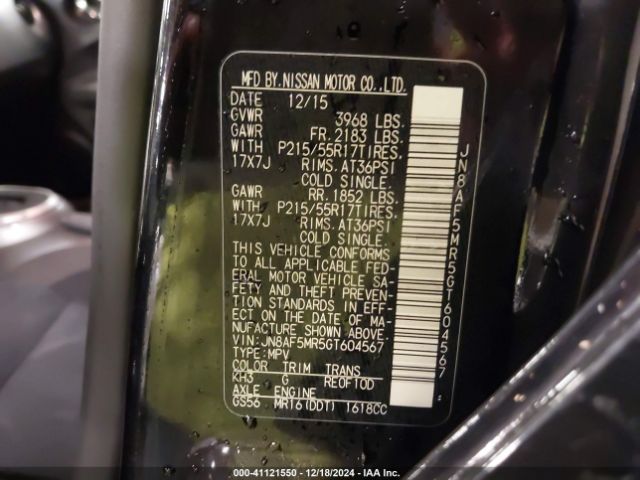 MFD BY.NISSAN MOTOR CO.,LTD.
DATE 12/15
GVWR 3968 LBS.
GAWR FR.2183 LBS.
WITH P215/55R17TIRES.
17X7J RIMS.AT36PSI
COLD SINGLE.
GAWR RR.1852 LBS.
WITH P215/55R17TIRES.
17X7J RIMS.AT36PSI
COLD SINGLE.
THIS VEHICLE CONFORMS
TO ALL APPLICABLE FED-
ERAL MOTOR VEHICLE SA-
FETY AND THEFT PREVEN-
TION STANDARDS IN EFF-
ECT ON THE DATE OF MA-
NUFACTURE SHOWN ABOVE.
VIN:JN8AF5MR5GT604567
TYPE:MPV
COLOR TRIM TRANS
KH3 G RE0F10D
AXLE ENGINE
GS56 MR16(DDT) 1618CC
JN8AF5MR5GT604567
000-41121550 - 12/18/2024 - IAA Inc.